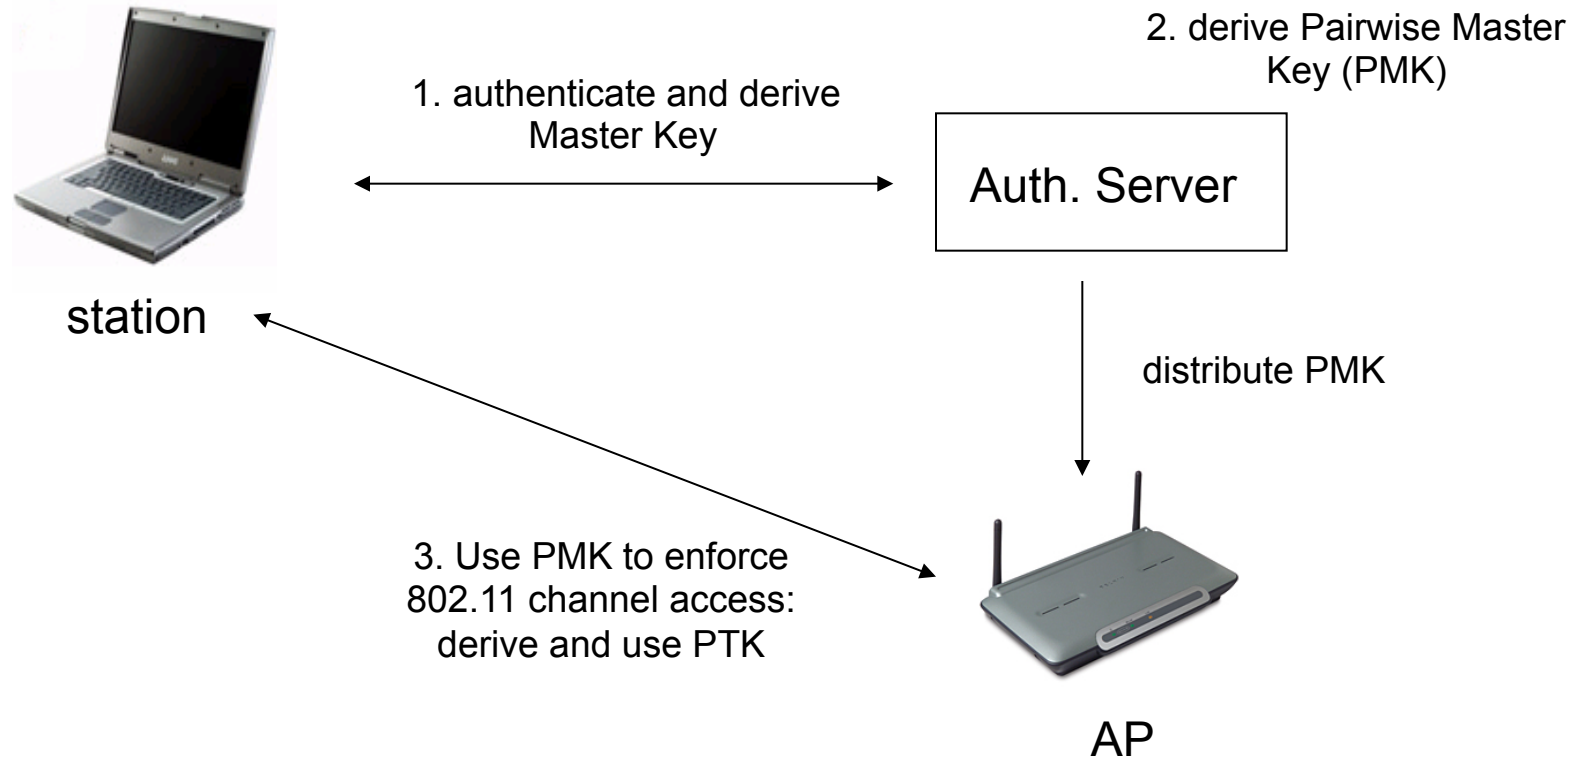 2. derive Pairwise Master
Key (PMK)
1. authenticate and derive
Master Key
Auth. Server
station
distribute PMK
3. Use PMK to enforce
802.11 channel access:
derive and use PTK
AP